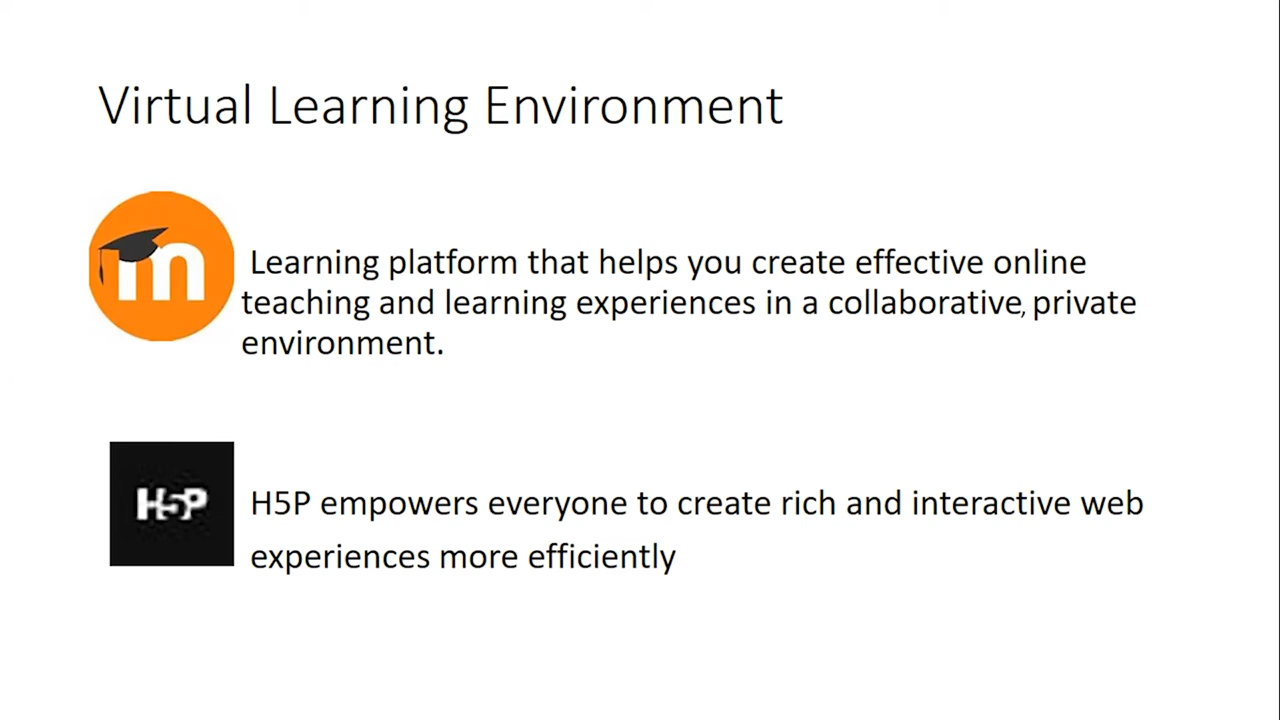 Virtual Learning Environment
m
Learning platform that helps you create effective online
teaching and learning experiences in a collaborative, private
environment.
H5P
H5P empowers everyone to create rich and interactive web
experiences more efficiently